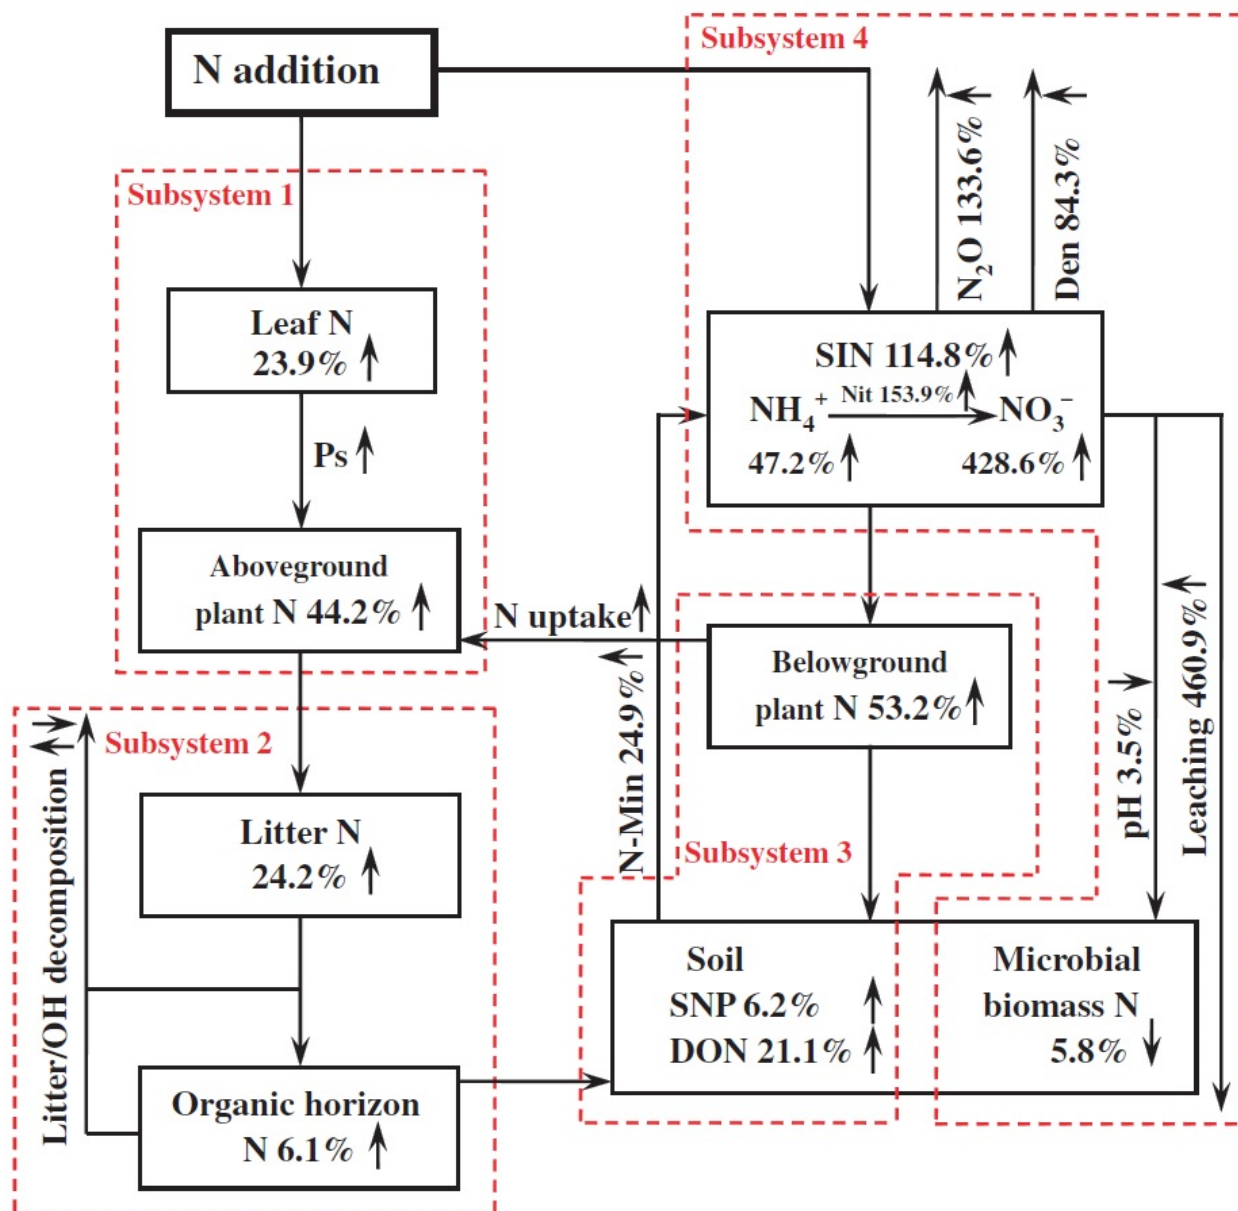 N addition
Subsystem 1
Leaf N
23.9%
Ps
Aboveground
plant N 44.2%
N uptake
Subsystem 2
Litter/OH decomposition
Litter N
24.2%
Organic horizon
N 6.1%
Subsystem 4
N₂O 133.6%
Den 84.3%
SIN 114.8%
Nit 153.9%
NH₄⁺
NO₃⁻
47.2%
428.6%
Belowground
plant N 53.2%
N-Min 24.9%
Subsystem 3
pH 3.5%
Leaching 460.9%
Soil
SNP 6.2%
DON 21.1%
Microbial
biomass N
5.8%